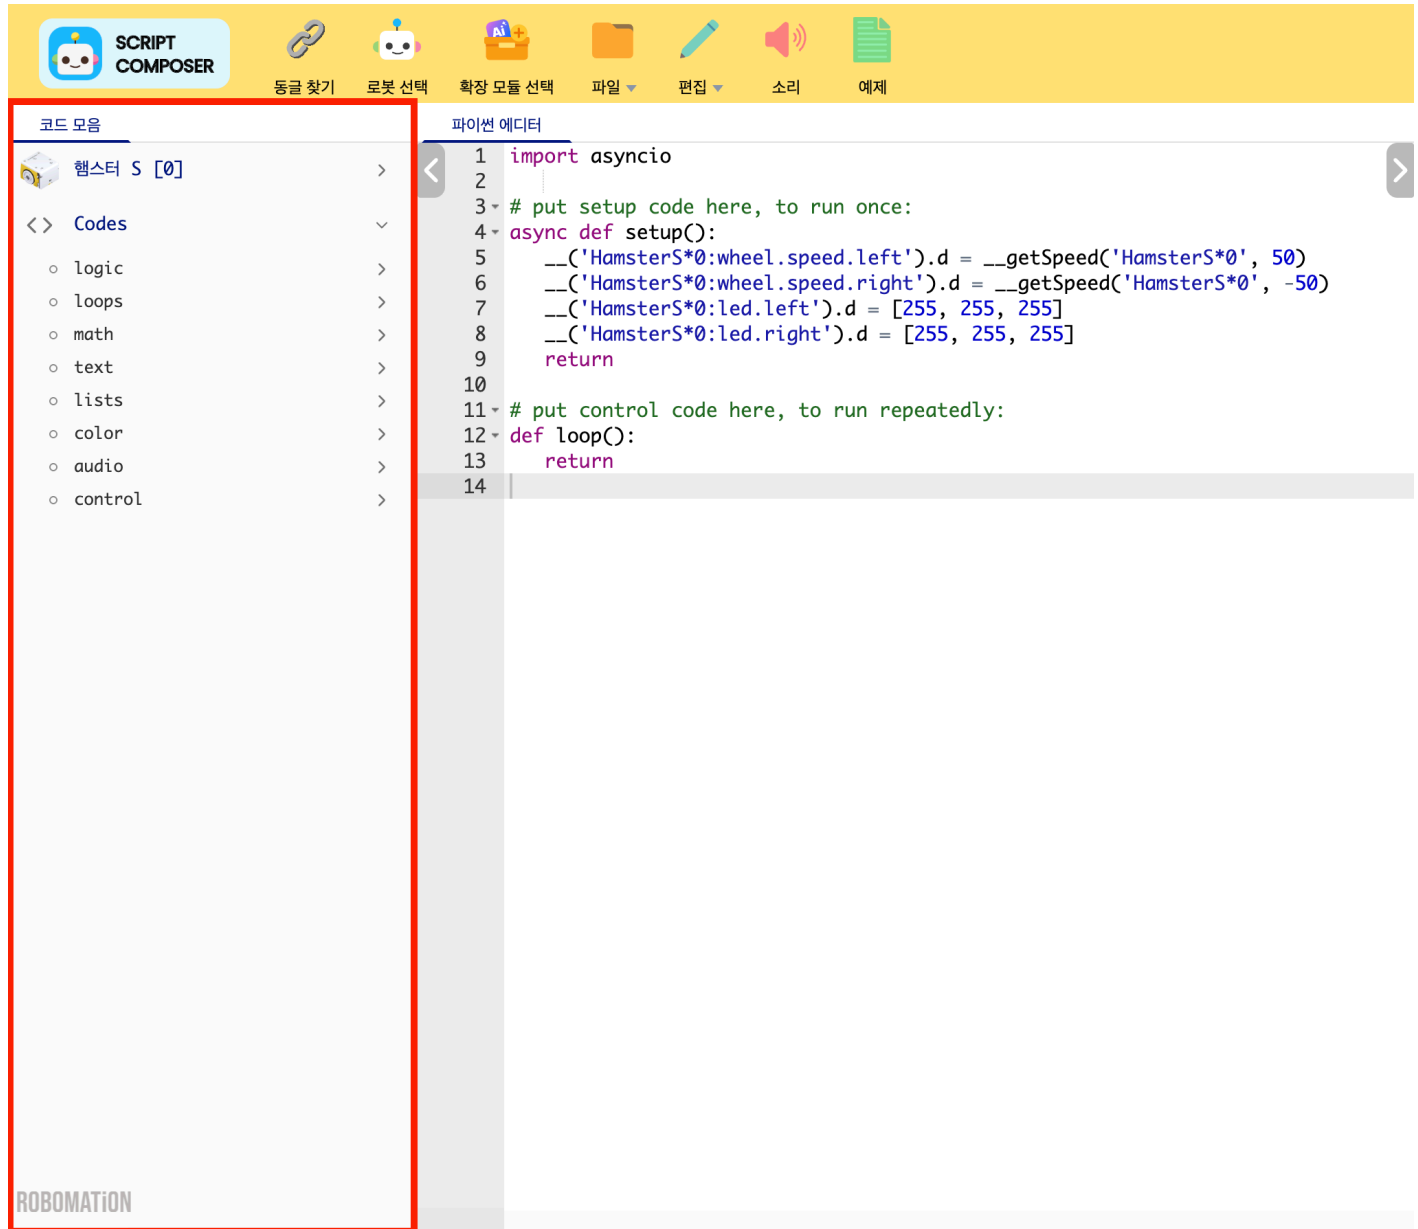 SCRIPT
COMPOSER
동글 찾기
로봇 선택
확장 모듈 선택
파일
편집
소리
예제
코드 모음
햄스터 S [0]
Codes
logic
loops
math
text
lists
color
audio
control
ROBOMATiON
파이썬 에디터
1 import asyncio
2
3 # put setup code here, to run once:
4 async def setup():
5 __('HamsterS*0:wheel.speed.left').d = __getSpeed('HamsterS*0', 50)
6 __('HamsterS*0:wheel.speed.right').d = __getSpeed('HamsterS*0', -50)
7 __('HamsterS*0:led.left').d = [255, 255, 255]
8 __('HamsterS*0:led.right').d = [255, 255, 255]
9 return
10
11 # put control code here, to run repeatedly:
12 def loop():
13 return
14